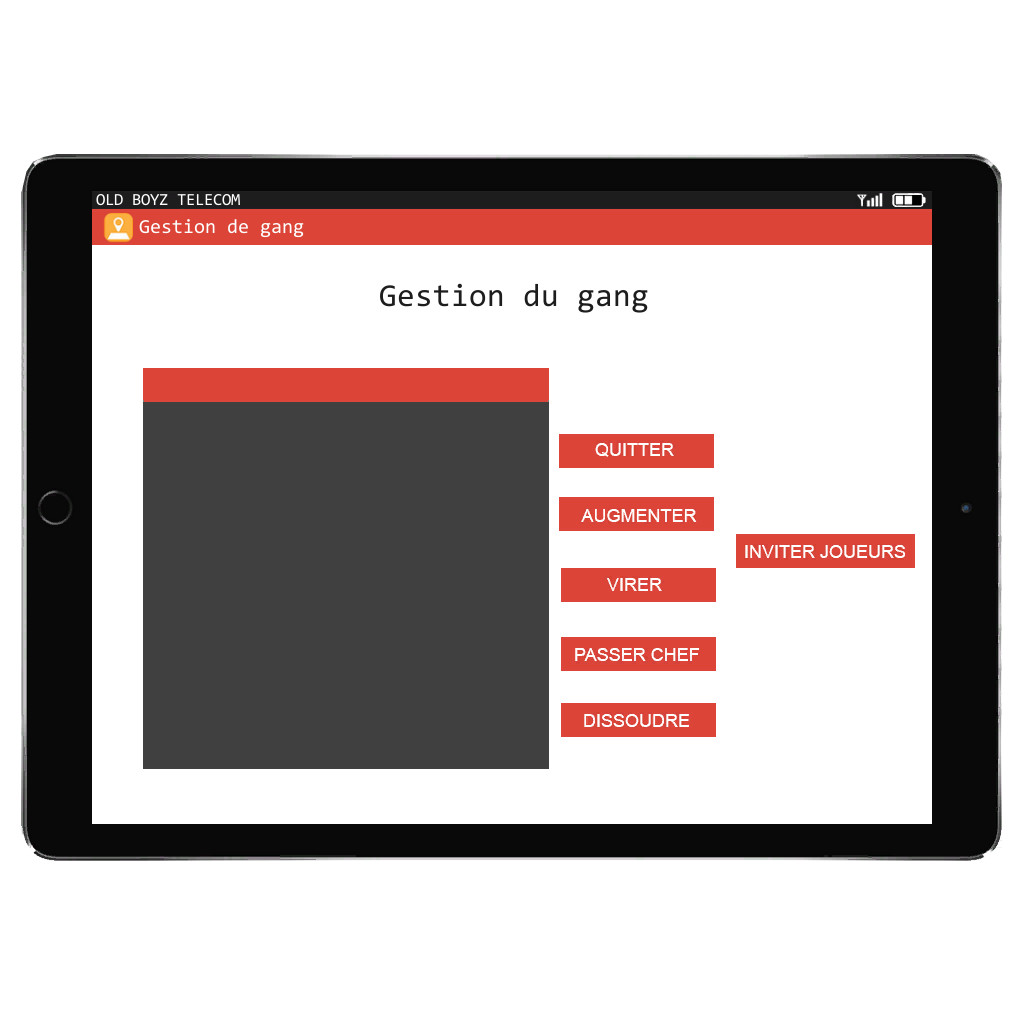 OLD BOYZ TELECOM
Gestion de gang
Gestion du gang
QUITTER
AUGMENTER
INVITER JOUEURS
VIRER
PASSER CHEF
DISSOUDRE